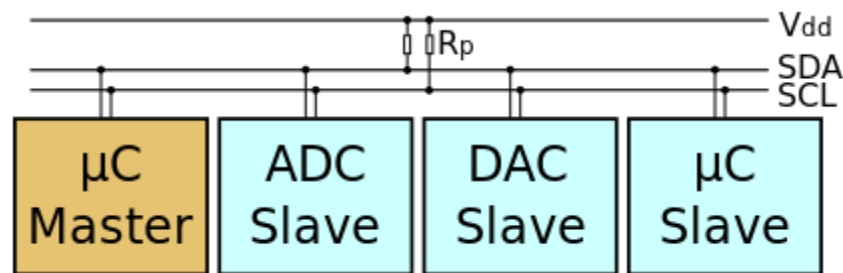 Vdd
Rp
SDA
SCL
µC
Master
ADC
Slave
DAC
Slave
µC
Slave